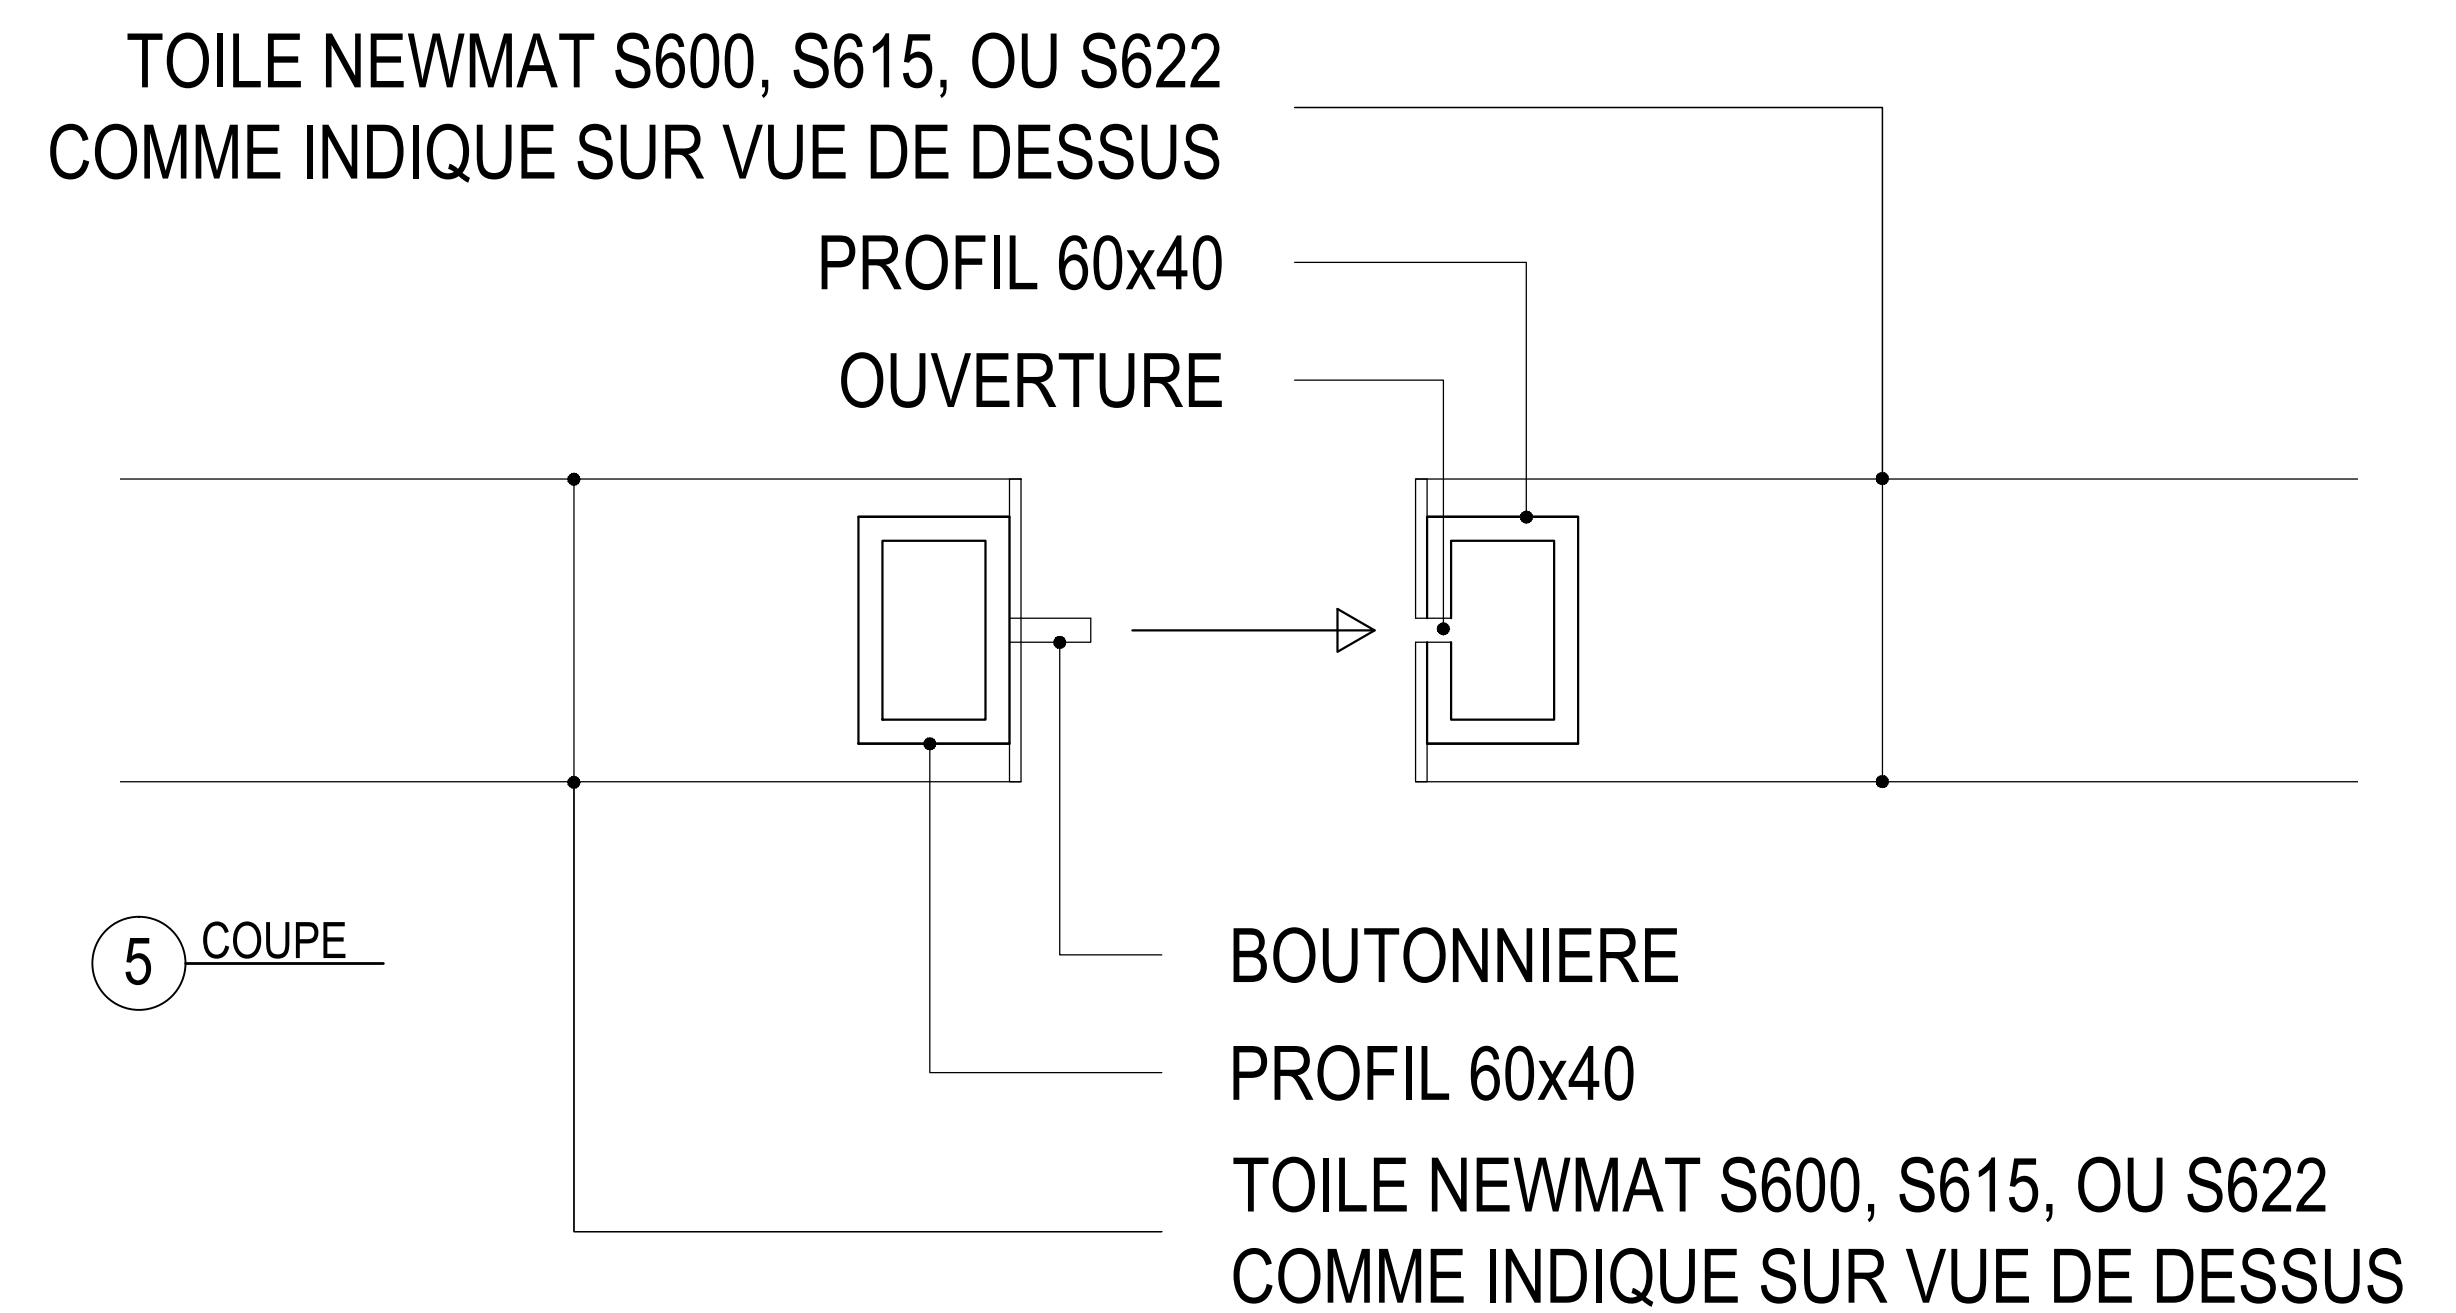 TOILE NEWMAT S600, S615, OU S622
COMME INDIQUE SUR VUE DE DESSUS
PROFIL 60x40
OUVERTURE
5 COUPE
BOUTONNIERE
PROFIL 60x40
TOILE NEWMAT S600, S615, OU S622
COMME INDIQUE SUR VUE DE DESSUS